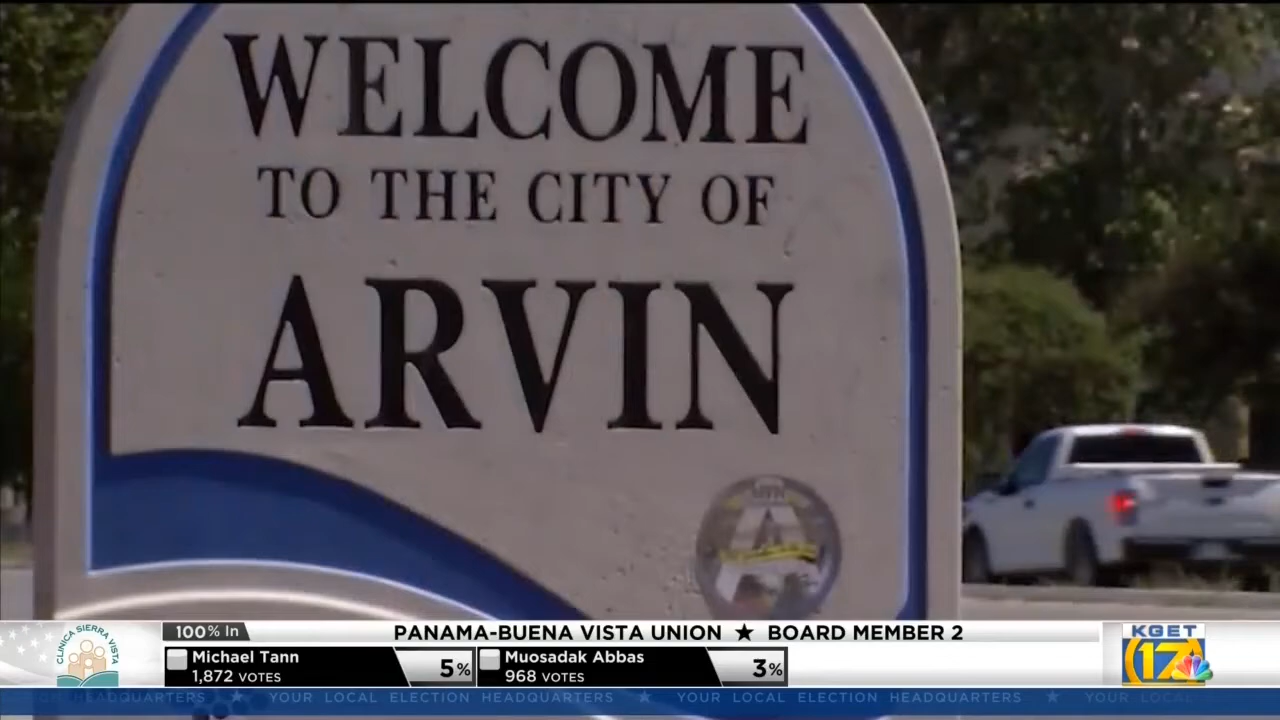 WELCOME
TO THE CITY OF
ARVIN
CLINICA SIERRA VISTA
100% In
PANAMA-BUENA VISTA UNION ★ BOARD MEMBER 2
KGET
17
Michael Tann
1,872 VOTES
5%
Muosadak Abbas
968 VOTES
3%
HEADQUARTERS ★ YOUR LOCAL ELECTION HEADQUARTERS ★ YOUR LOCAL ELECTION HEADQUARTERS ★ YOUR LOCAL